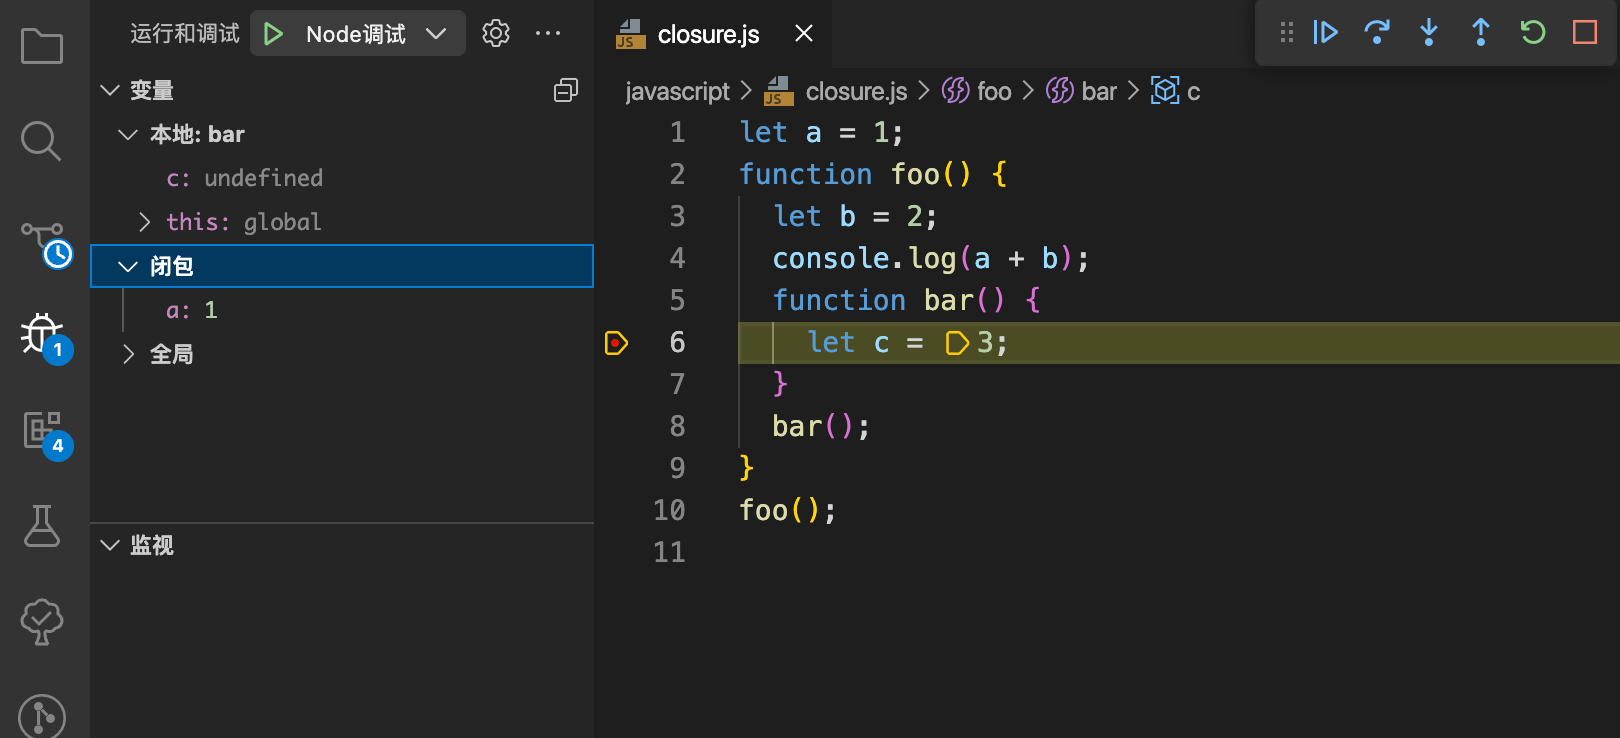 运行和调试 Node调试 ···
变量
本地: bar
c: undefined
this: global
闭包
a: 1
全局
监视
1
4
JS closure.js
javascript > JS closure.js > foo > bar > c
1 let a = 1;
2 function foo() {
3 let b = 2;
4 console.log(a + b);
5 function bar() {
6 let c = 3;
7 }
8 bar();
9 }
10 foo();
11